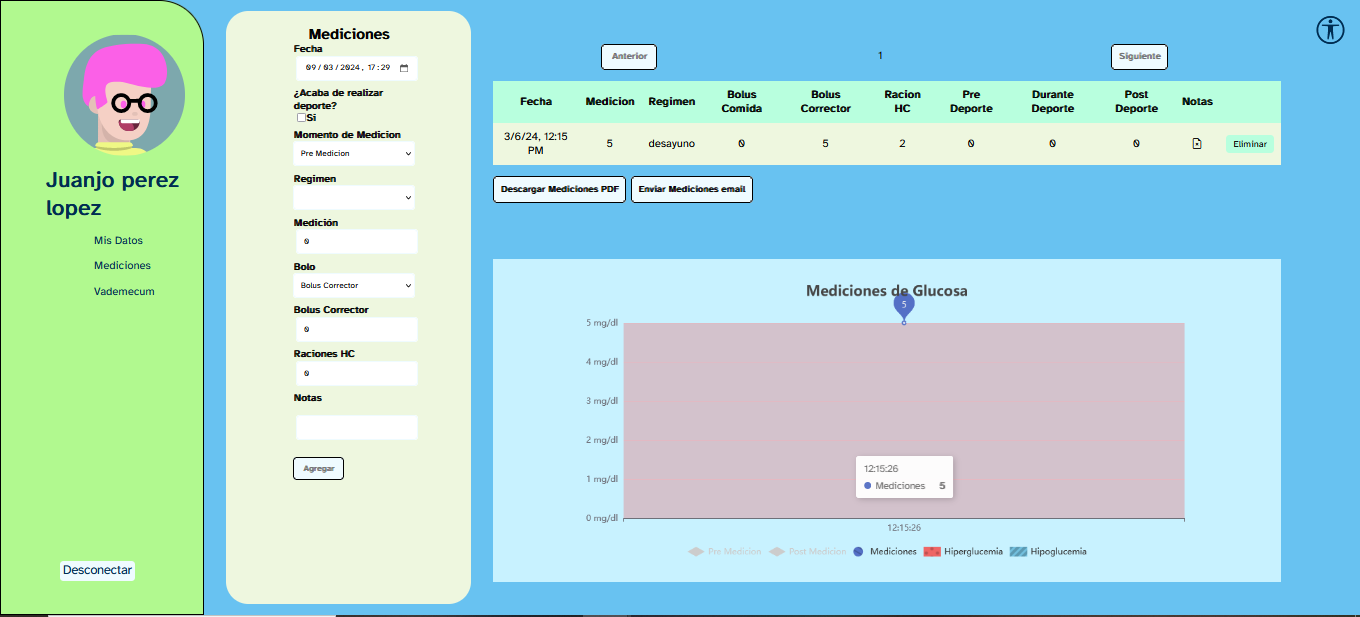 Juanjo perez
lopez
Mis Datos
Mediciones
Vademecum
Desconectar
Mediciones
Fecha
09/03/2024, 17:29
¿Acaba de realizar
deporte?
Si
Momento de Medicion
Pre Medicion
Regimen
Medición
0
Bolo
Bolus Corrector
Bolus Corrector
0
Raciones HC
0
Notas
Agregar
Anterior
1
Siguiente
Fecha Medicion Regimen Bolus Comida Bolus Corrector Racion HC Pre Deporte Durante Deporte Post Deporte Notas
3/6/24, 12:15 PM 5 desayuno 0 5 2 0 0 0 Eliminar
Descargar Mediciones PDF Enviar Mediciones email
Mediciones de Glucosa
5
5 mg/dl
4 mg/dl
3 mg/dl
2 mg/dl
1 mg/dl
0 mg/dl
12:15:26
Mediciones 5
12:15:26
Pre Medicion Post Medicion Mediciones Hiperglucemia Hipoglucemia